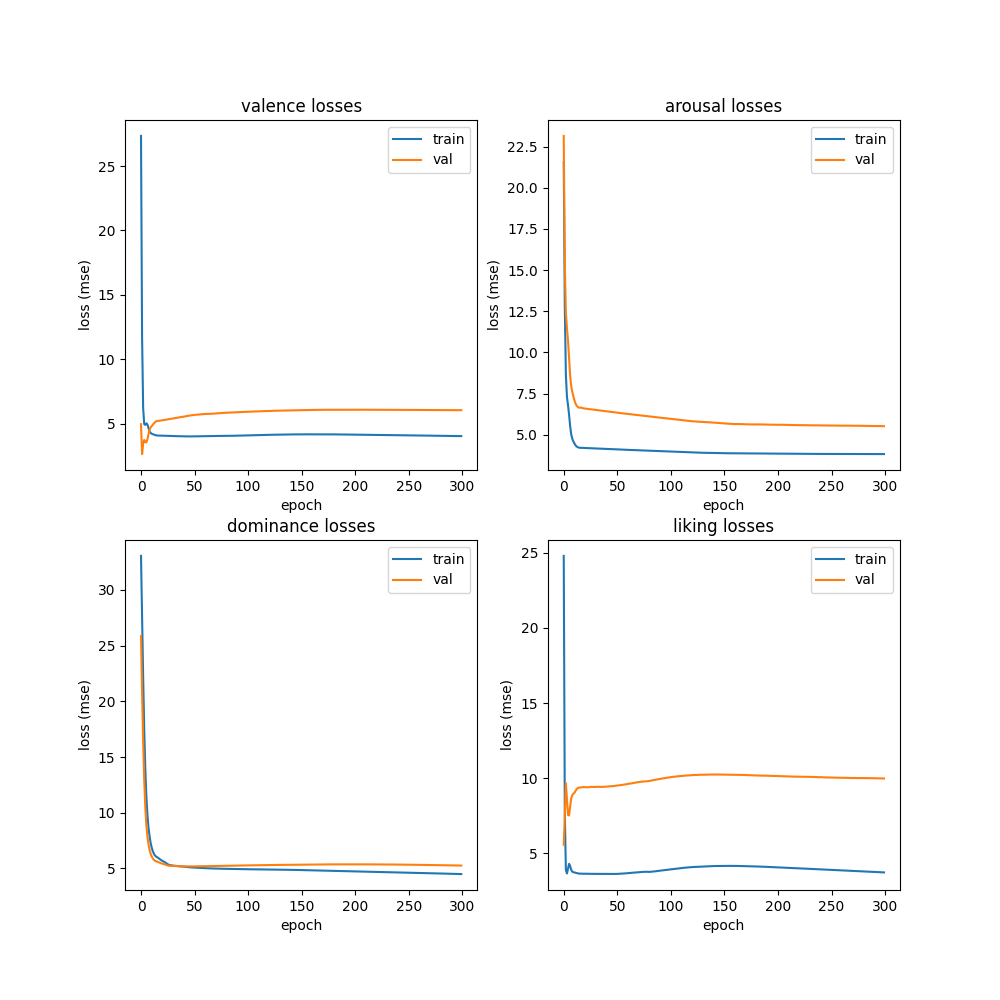 valence losses
train
val
25
20
15
10
5
loss (mse)
0 50 100 150 200 250 300
epoch
arousal losses
train
val
22.5
20.0
17.5
15.0
12.5
10.0
7.5
5.0
loss (mse)
0 50 100 150 200 250 300
epoch
dominance losses
train
val
30
25
20
15
10
5
loss (mse)
0 50 100 150 200 250 300
epoch
liking losses
train
val
25
20
15
10
5
loss (mse)
0 50 100 150 200 250 300
epoch